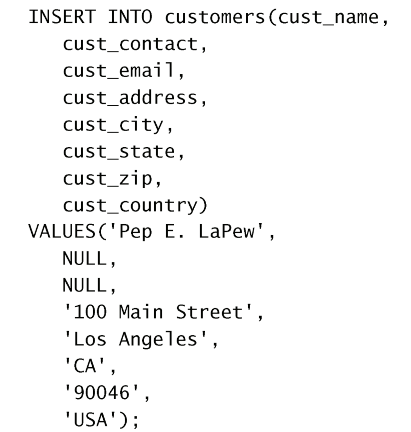 INSERT INTO customers(cust_name,
cust_contact,
cust_email,
cust_address,
cust_city,
cust_state,
cust_zip,
cust_country)
VALUES('Pep E. LaPew',
NULL,
NULL,
'100 Main Street',
'Los Angeles',
'CA',
'90046',
'USA');